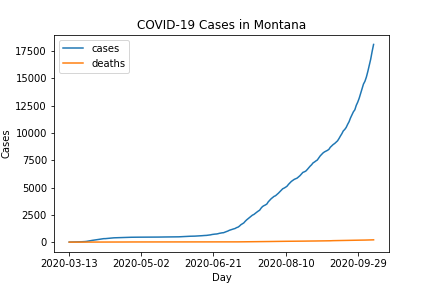 COVID-19 Cases in Montana
cases
deaths
17500
15000
12500
10000
7500
5000
2500
0
Cases
2020-03-13 2020-05-02 2020-06-21 2020-08-10 2020-09-29
Day